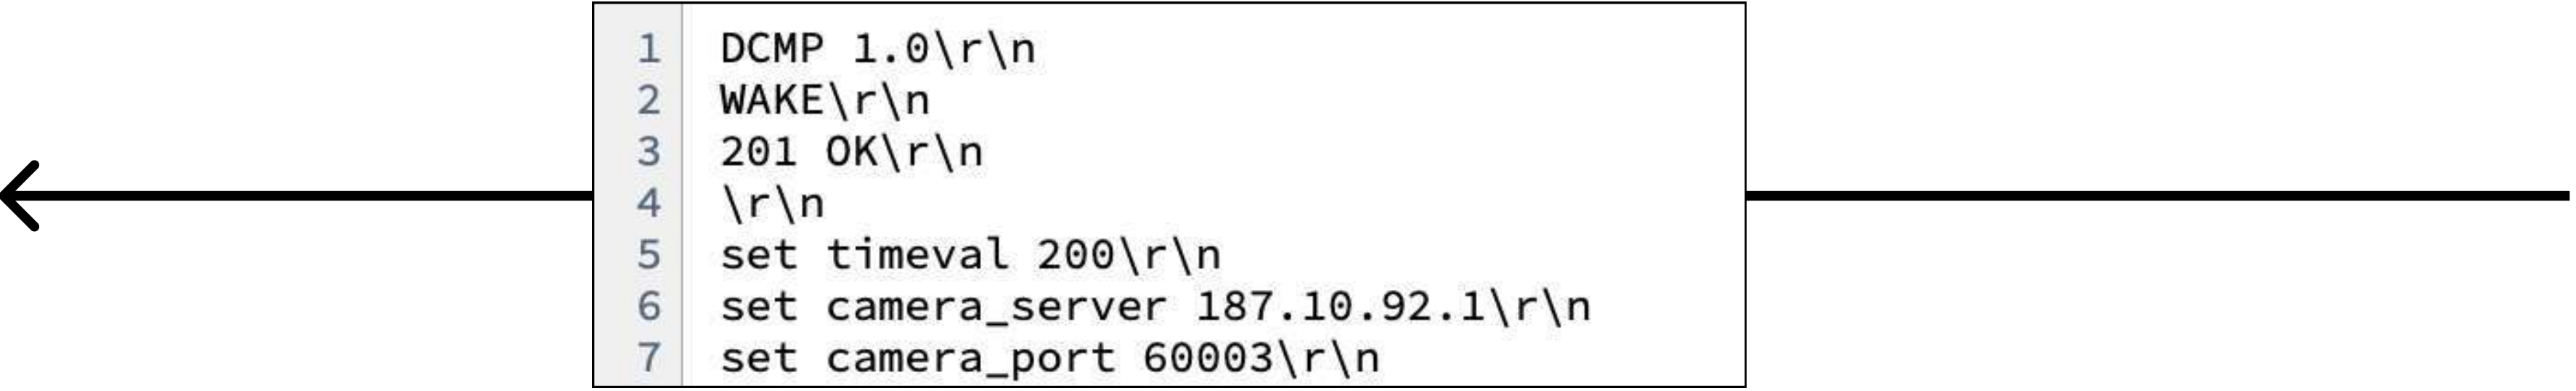 1 DCMP 1.0\r\n
2 WAKE\r\n
3 201 OK\r\n
4 \r\n
5 set timeval 200\r\n
6 set camera_server 187.10.92.1\r\n
7 set camera_port 60003\r\n